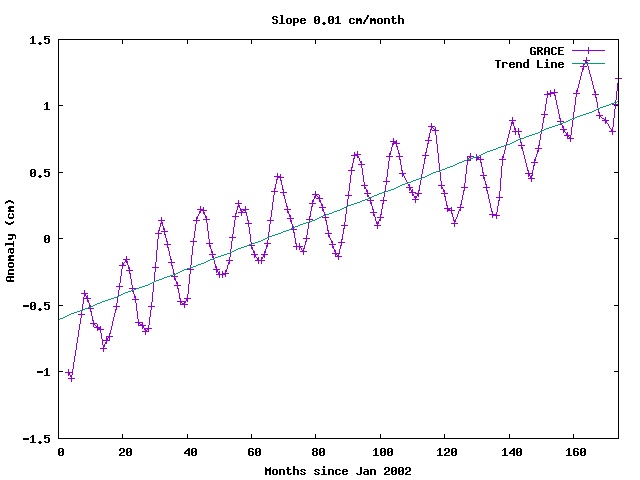 Slope 0.01 cm/month
GRACE
Trend Line
1.5
1
0.5
0
-0.5
-1
-1.5
Anomaly (cm)
0 20 40 60 80 100 120 140 160
Months since Jan 2002